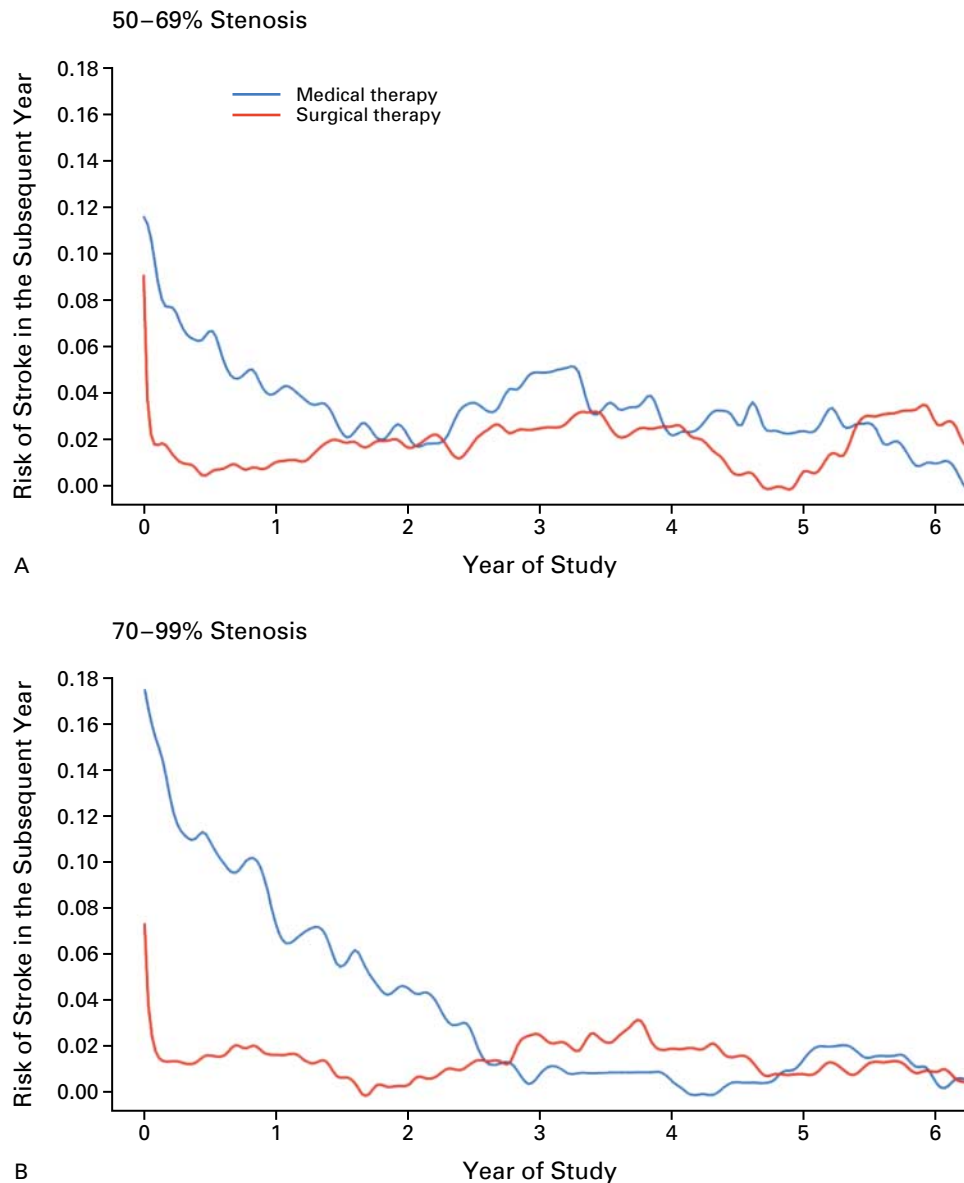 50–69% Stenosis
Risk of Stroke in the Subsequent Year
0.18
0.16
0.14
0.12
0.10
0.08
0.06
0.04
0.02
0.00
Medical therapy
Surgical therapy
0 1 2 3 4 5 6
A
Year of Study
70–99% Stenosis
Risk of Stroke in the Subsequent Year
0.18
0.16
0.14
0.12
0.10
0.08
0.06
0.04
0.02
0.00
0 1 2 3 4 5 6
B
Year of Study